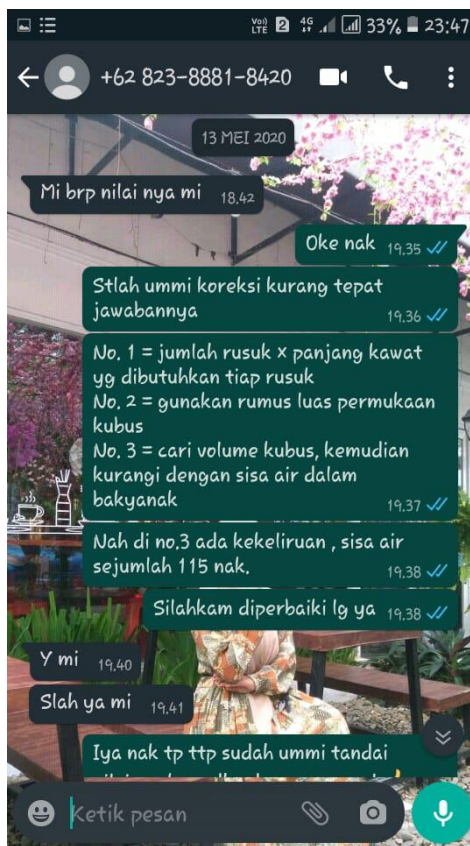 Vo))
LTE 2 4G 33% 23:47
+62 823-8881-8420
13 MEI 2020
Mi brp nilai nya mi 18.42
Oke nak 19.35
Stlah ummi koreksi kurang tepat
jawabannya 19.36
No. 1 = jumlah rusuk × panjang kawat
yg dibutuhkan tiap rusuk
No. 2 = gunakan rumus luas permukaan
kubus
No. 3 = cari volume kubus, kemudian
kurangi dengan sisa air dalam
bakyanak 19.37
Nah di no.3 ada kekeliruan , sisa air
sejumlah 115 nak. 19.38
Silahkam diperbaiki lg ya 19.38
Y mi 19.40
Slah ya mi 19.41
Iya nak tp ttp sudah ummi tandai
Ketik pesan